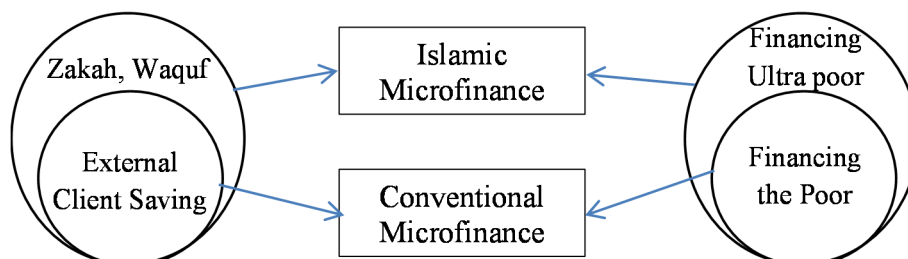 Zakah, Waquf
External
Client Saving
Islamic
Microfinance
Conventional
Microfinance
Financing
Ultra poor
Financing
the Poor